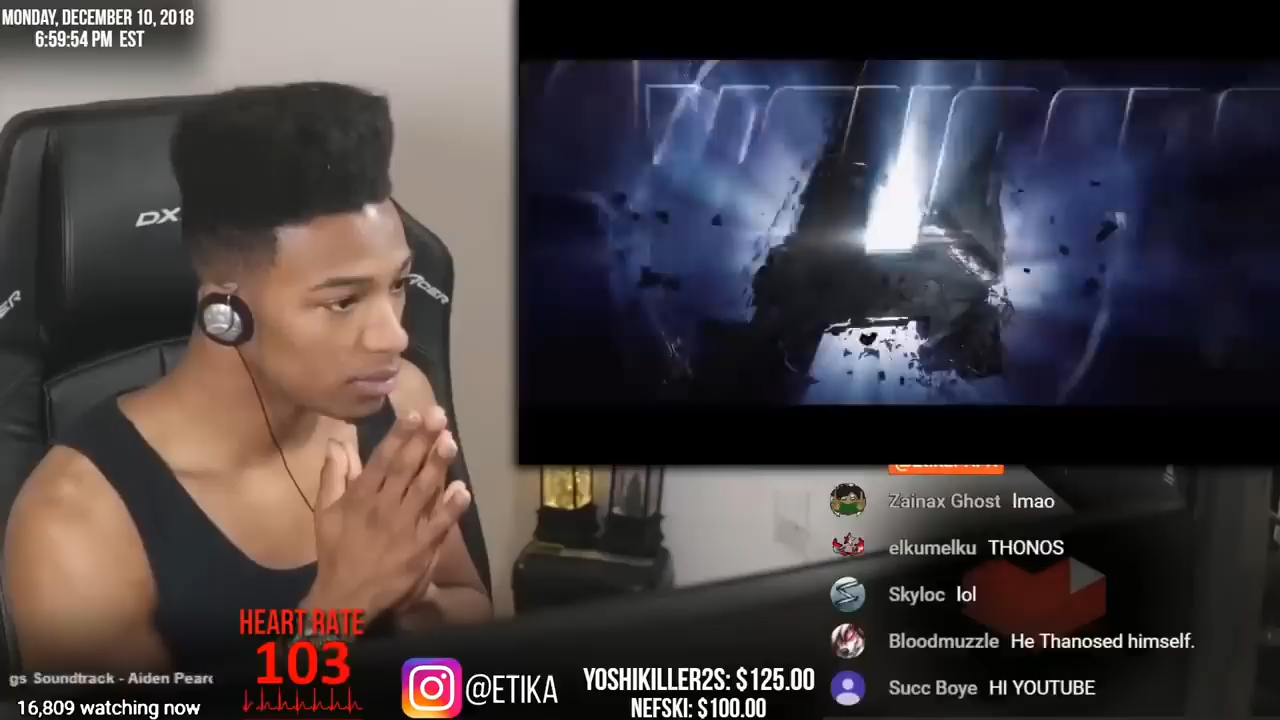 MONDAY, DECEMBER 10, 2018
6:59:54 PM EST
DX
ACER
ER
Zainax Ghost lmao
elkumelku THONOS
Skyloc lol
Bloodmuzzle He Thanosed himself.
Succ Boye HI YOUTUBE
HEART RATE
103
gs Soundtrack - Aiden Pearc
16,809 watching now
@ETIKA
YOSHIKILLER2S: $125.00
NEFSKI: $100.00